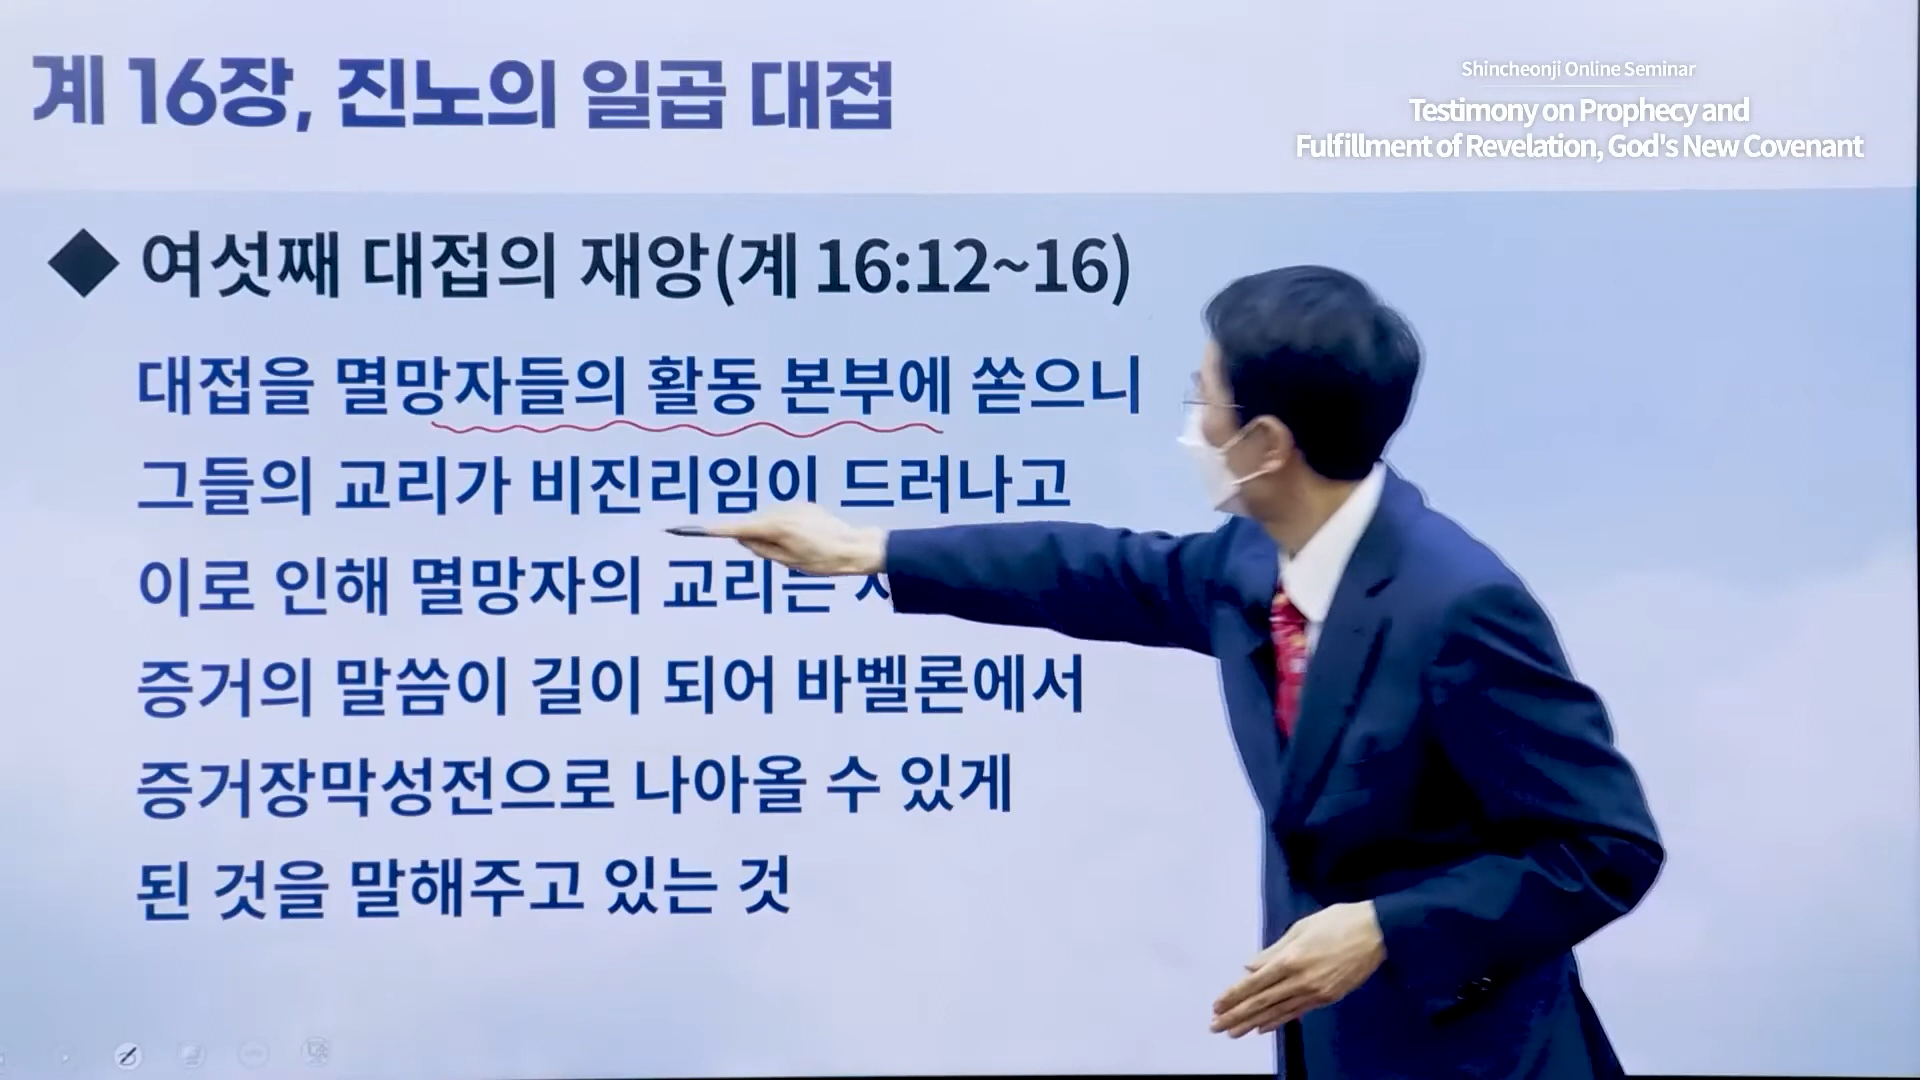 계 16장, 진노의 일곱 대접
Shincheonji Online Seminar
Testimony on Prophecy and
Fulfillment of Revelation, God's New Covenant
◆ 여섯째 대접의 재앙(계 16:12~16)
대접을 멸망자들의 활동 본부에 쏟으니
그들의 교리가 비진리임이 드러나고
이로 인해 멸망자의 교리는
증거의 말씀이 길이 되어 바벨론에서
증거장막성전으로 나아올 수 있게
된 것을 말해주고 있는 것